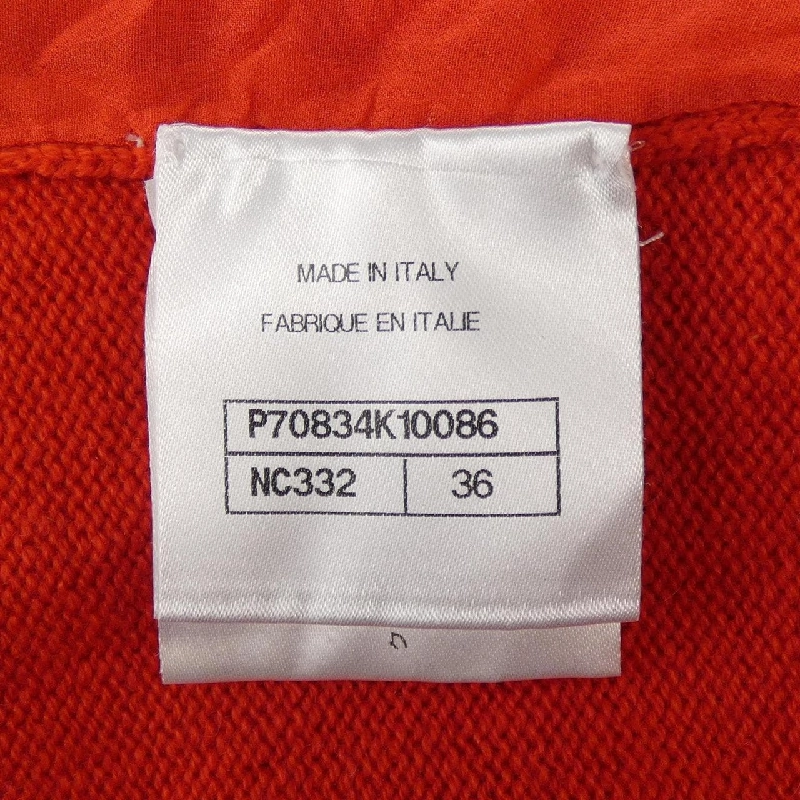 MADE IN ITALY
FABRIQUE EN ITALIE
P70834K10086
NC332 36